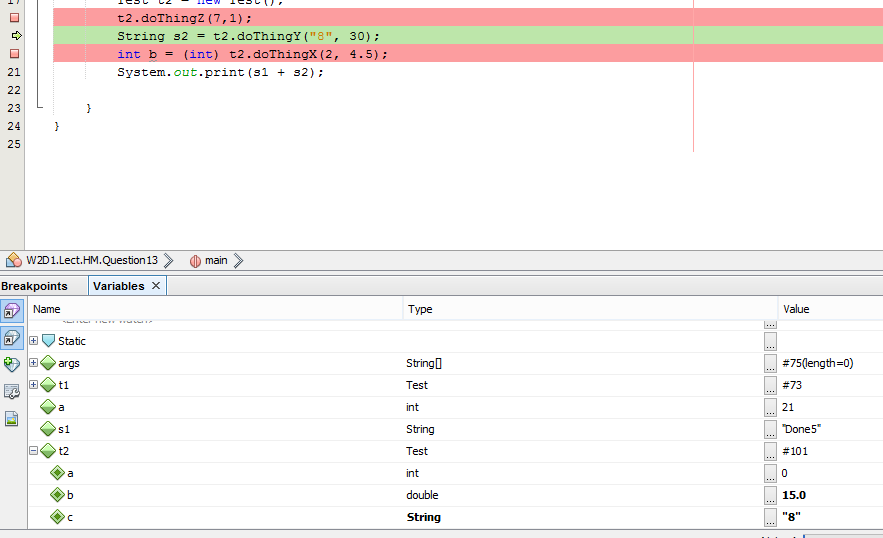 17 Test t2 = new Test();
t2.doThingZ(7,1);
String s2 = t2.doThingY("8", 30);
int b = (int) t2.doThingX(2, 4.5);
21 System.out.print(s1 + s2);
22
23 }
24 }
25
W2D1.Lect.HM.Question13 main
Breakpoints Variables
Name Type Value
<Enter new watch> ...
Static ...
args String[] ... #75(length=0)
t1 Test ... #73
a int ... 21
s1 String ... "Done5"
t2 Test ... #101
a int ... 0
b double ... 15.0
c String ... "8"